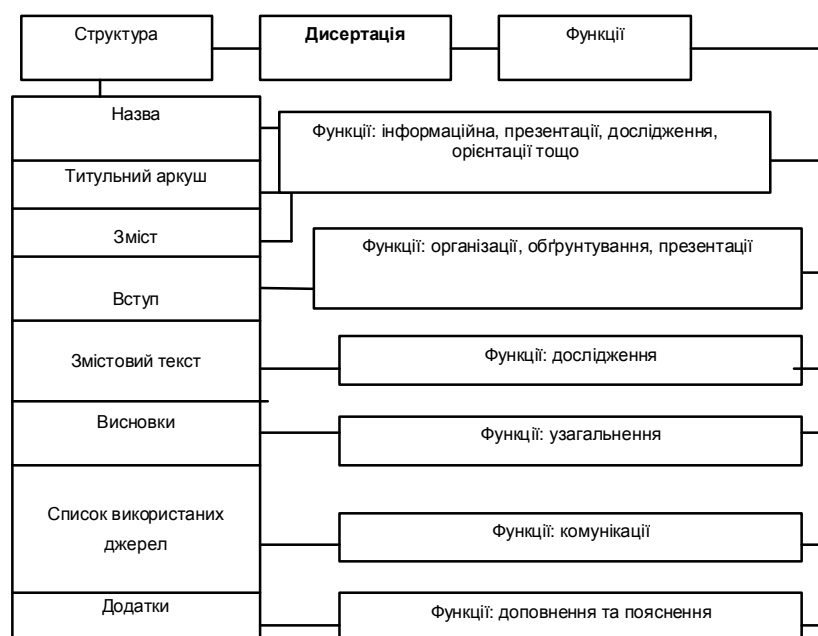 Структура
Дисертація
Функції
Назва
Функції: інформаційна, презентації, дослідження,
орієнтації тощо
Титульний аркуш
Зміст
Функції: організації, обґрунтування, презентації
Вступ
Змістовий текст
Функції: дослідження
Висновки
Функції: узагальнення
Список використаних
джерел
Функції: комунікації
Додатки
Функції: доповнення та пояснення